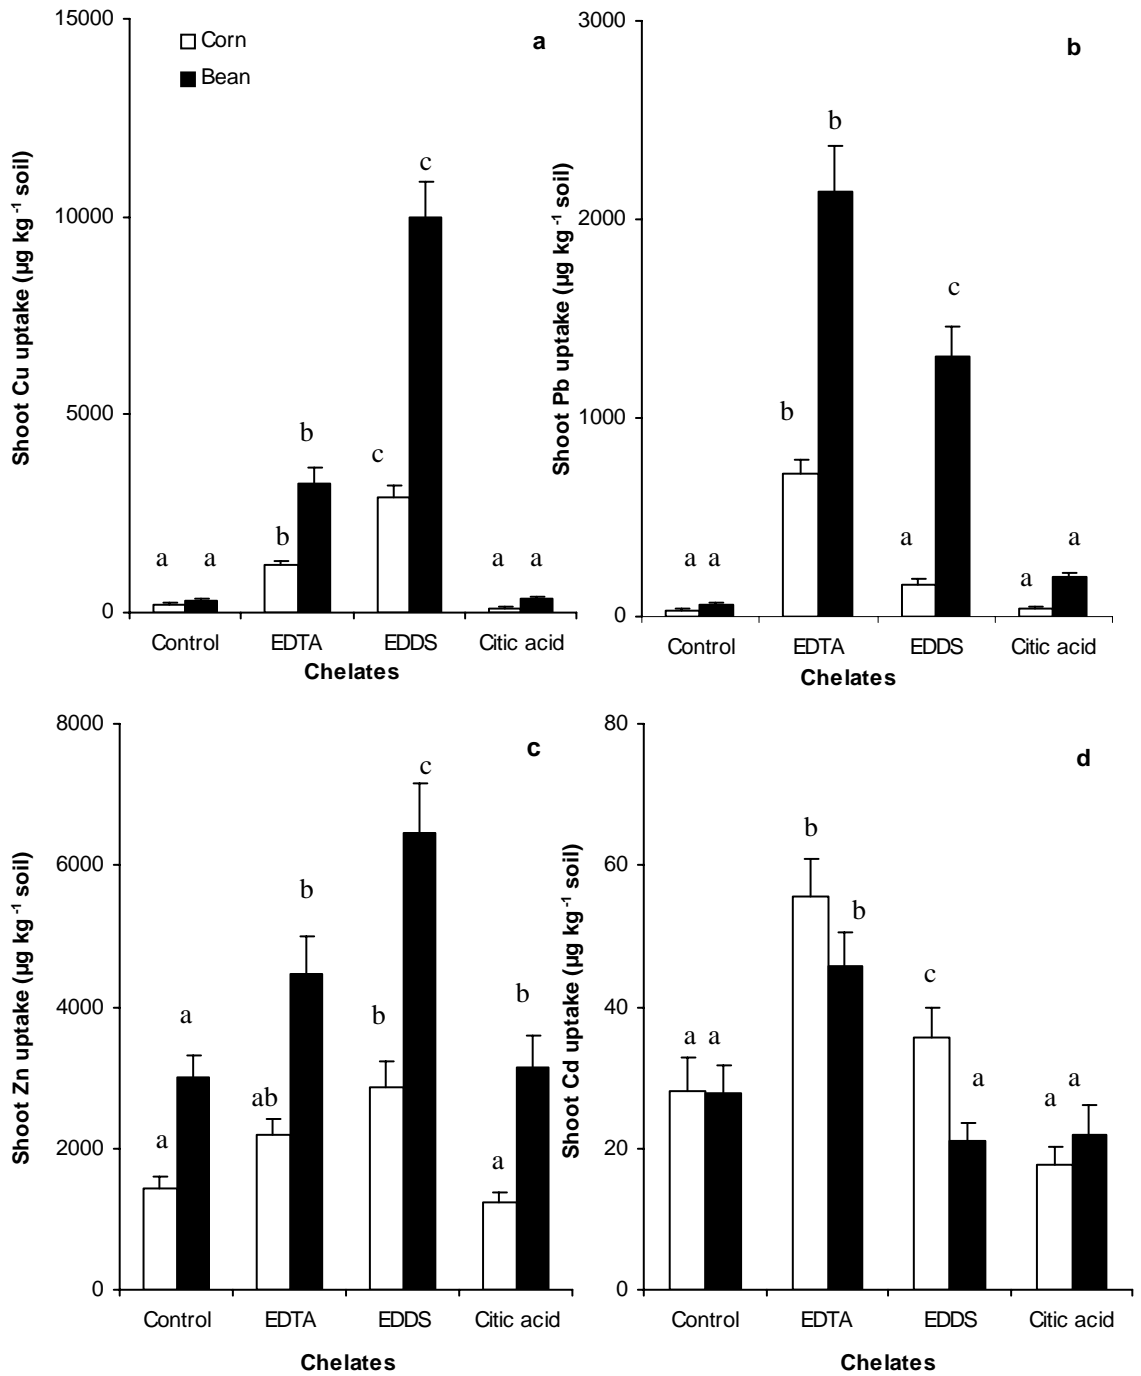 15000
10000
5000
0
Shoot Cu uptake (µg kg-1 soil)
Corn
Bean
a
a a
b b
c c
a a
Control EDTA EDDS Citic acid
Chelates
3000
2000
1000
0
Shoot Pb uptake (µg kg-1 soil)
b
a a
b b
a c
a a
Control EDTA EDDS Citic acid
Chelates
8000
6000
4000
2000
0
Shoot Zn uptake (µg kg-1 soil)
c
a a
ab b
b c
a b
Control EDTA EDDS Citic acid
Chelates
80
60
40
20
0
Shoot Cd uptake (µg kg-1 soil)
d
a a
b b
c a
a a
Control EDTA EDDS Citic acid
Chelates